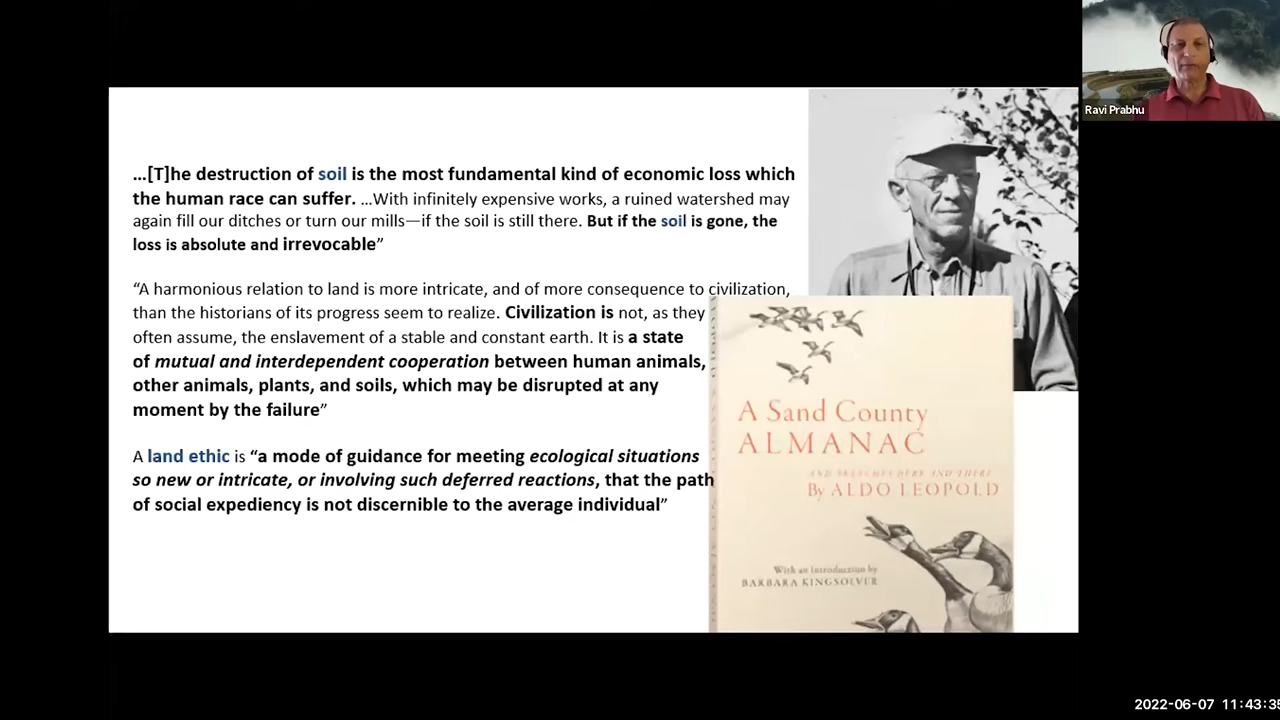 …[T]he destruction of soil is the most fundamental kind of economic loss which
the human race can suffer. …With infinitely expensive works, a ruined watershed may
again fill our ditches or turn our mills—if the soil is still there. But if the soil is gone, the
loss is absolute and irrevocable”
“A harmonious relation to land is more intricate, and of more consequence to civilization,
than the historians of its progress seem to realize. Civilization is not, as they
often assume, the enslavement of a stable and constant earth. It is a state
of mutual and interdependent cooperation between human animals,
other animals, plants, and soils, which may be disrupted at any
moment by the failure”
A land ethic is “a mode of guidance for meeting ecological situations
so new or intricate, or involving such deferred reactions, that the path
of social expediency is not discernible to the average individual”
A Sand County
ALMANAC
AND SKETCHES HERE AND THERE
By ALDO LEOPOLD
With an introduction by
BARBARA KINGSOLVER
Ravi Prabhu
2022-06-07 11:43:35